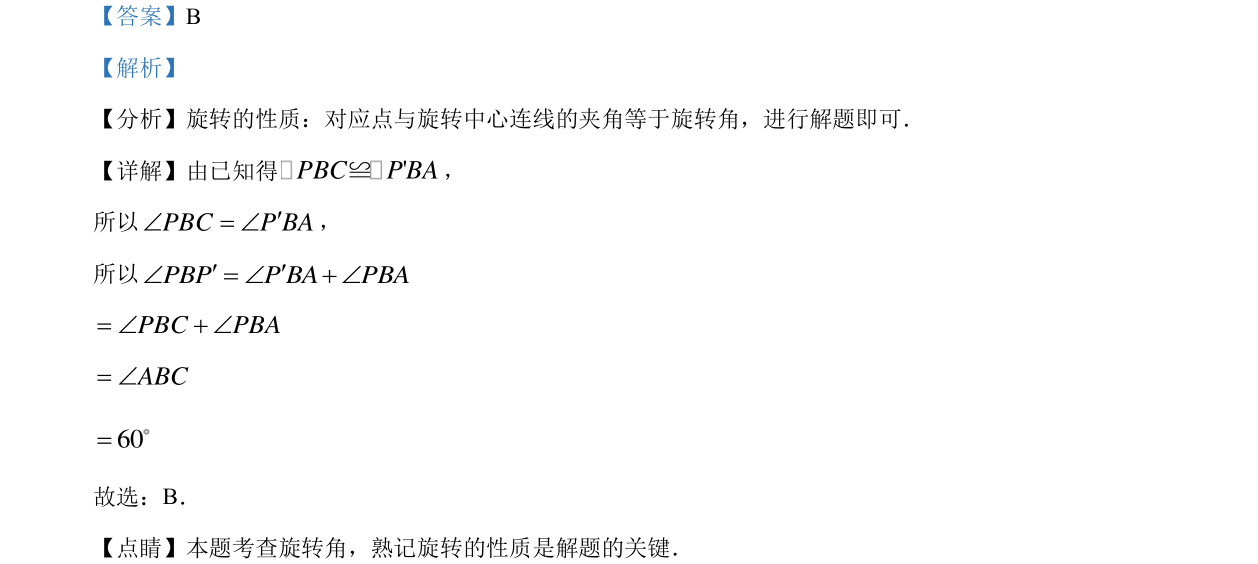 【答案】B
【解析】
【分析】旋转的性质：对应点与旋转中心连线的夹角等于旋转角，进行解题即可．
【详解】由已知得□PBC≌□P'BA，
所以∠PBC=∠P′BA，
所以∠PBP′=∠P′BA+∠PBA
=∠PBC+∠PBA
=∠ABC
=60°
故选：B．
【点睛】本题考查旋转角，熟记旋转的性质是解题的关键．